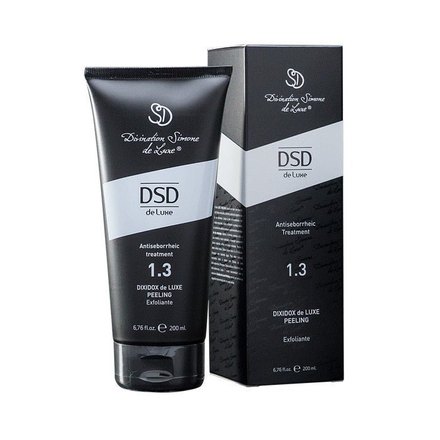 SD
Divination Simone
de Luxe®
DSD
de Luxe
Antiseborrheic
treatment
1.3
DIXIDOX de LUXE
PEELING
Exfoliante
6,76 fl.oz. e 200 ml.
SD
Divination Simone
de Luxe®
DSD
de Luxe
Antiseborrheic
Treatment
1.3
DIXIDOX de LUXE
PEELING
Exfoliante
6,76 fl.oz. e 200 ml.